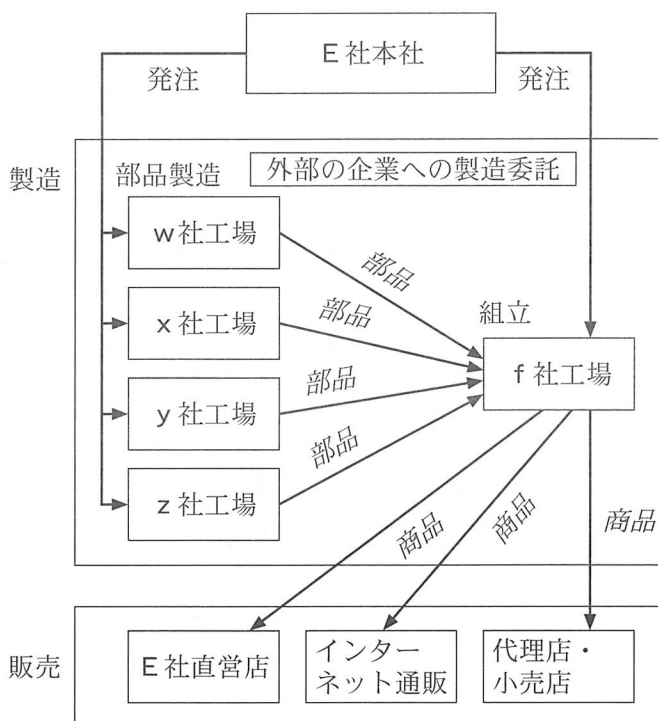 E社本社
発注
発注
製造
部品製造
外部の企業への製造委託
w社工場
部品
x社工場
部品
組立
f社工場
y社工場
部品
z社工場
部品
商品
商品
商品
販売
E社直営店
インター
ネット通販
代理店・
小売店